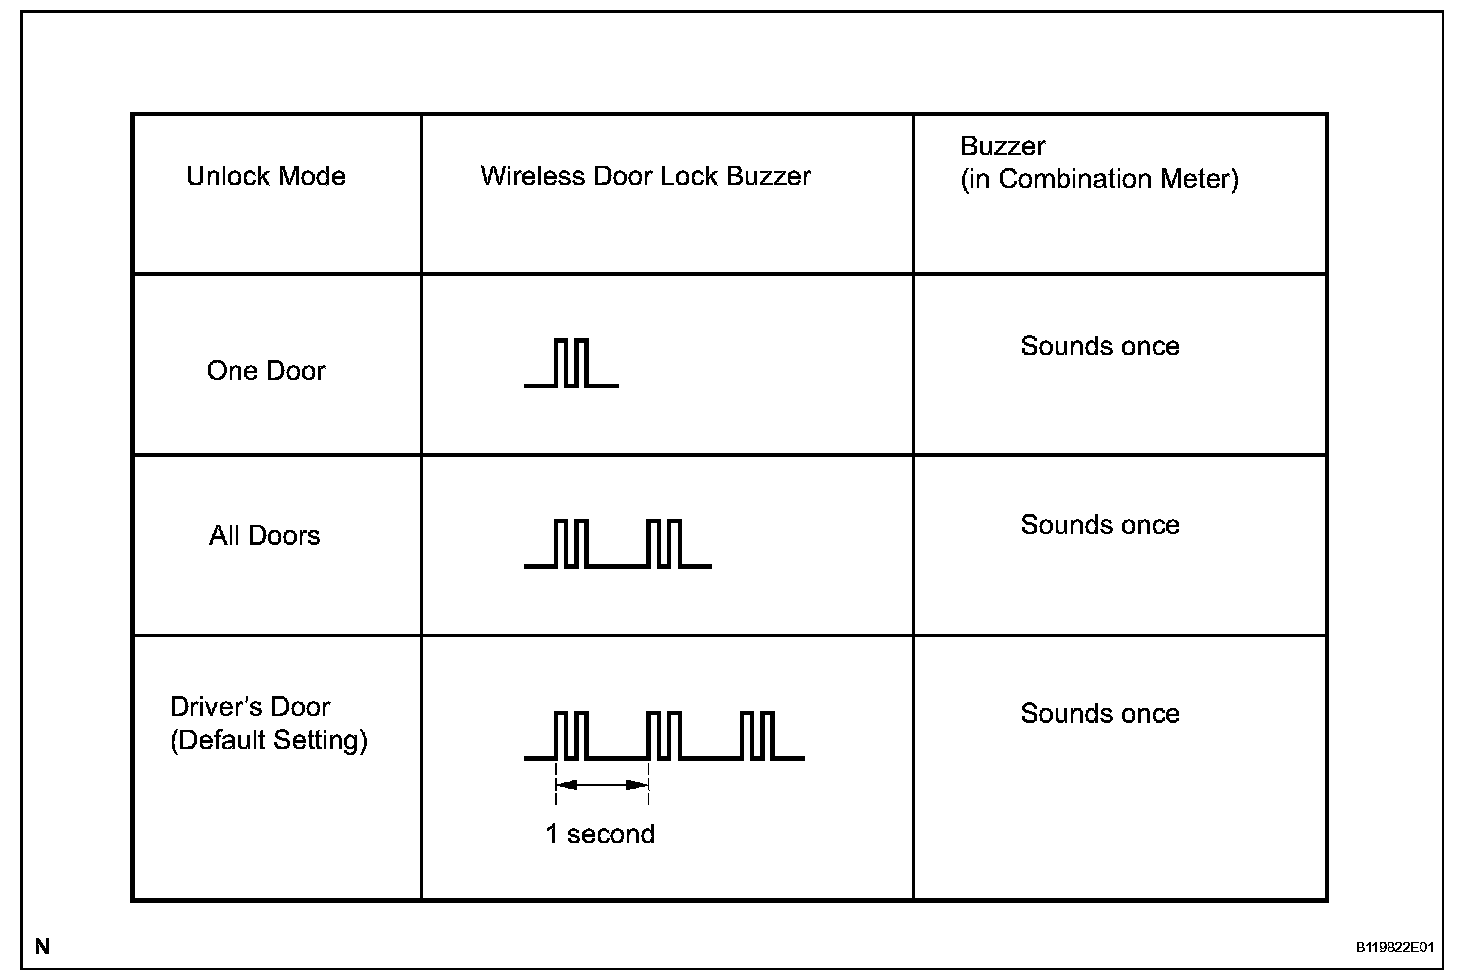 Unlock Mode
Wireless Door Lock Buzzer
Buzzer
(in Combination Meter)
One Door
Sounds once
All Doors
Sounds once
Driver's Door
(Default Setting)
Sounds once
1 second
N
B119822E01